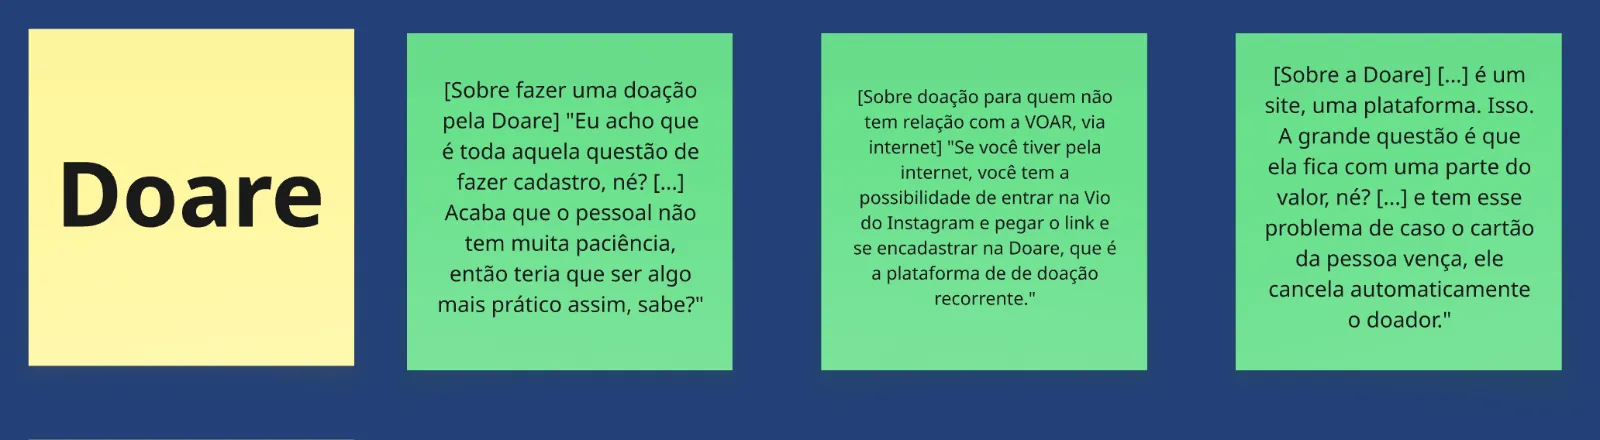 Doare
[Sobre fazer uma doação
pela Doare] "Eu acho que
é toda aquela questão de
fazer cadastro, né? [...]
Acaba que o pessoal não
tem muita paciência,
então teria que ser algo
mais prático assim, sabe?"
[Sobre doação para quem não
tem relação com a VOAR, via
internet] "Se você tiver pela
internet, você tem a
possibilidade de entrar na Vio
do Instagram e pegar o link e
se encadastrar na Doare, que é
a plataforma de de doação
recorrente."
[Sobre a Doare] [...] é um
site, uma plataforma. Isso.
A grande questão é que
ela fica com uma parte do
valor, né? [...] e tem esse
problema de caso o cartão
da pessoa vença, ele
cancela automaticamente
o doador."